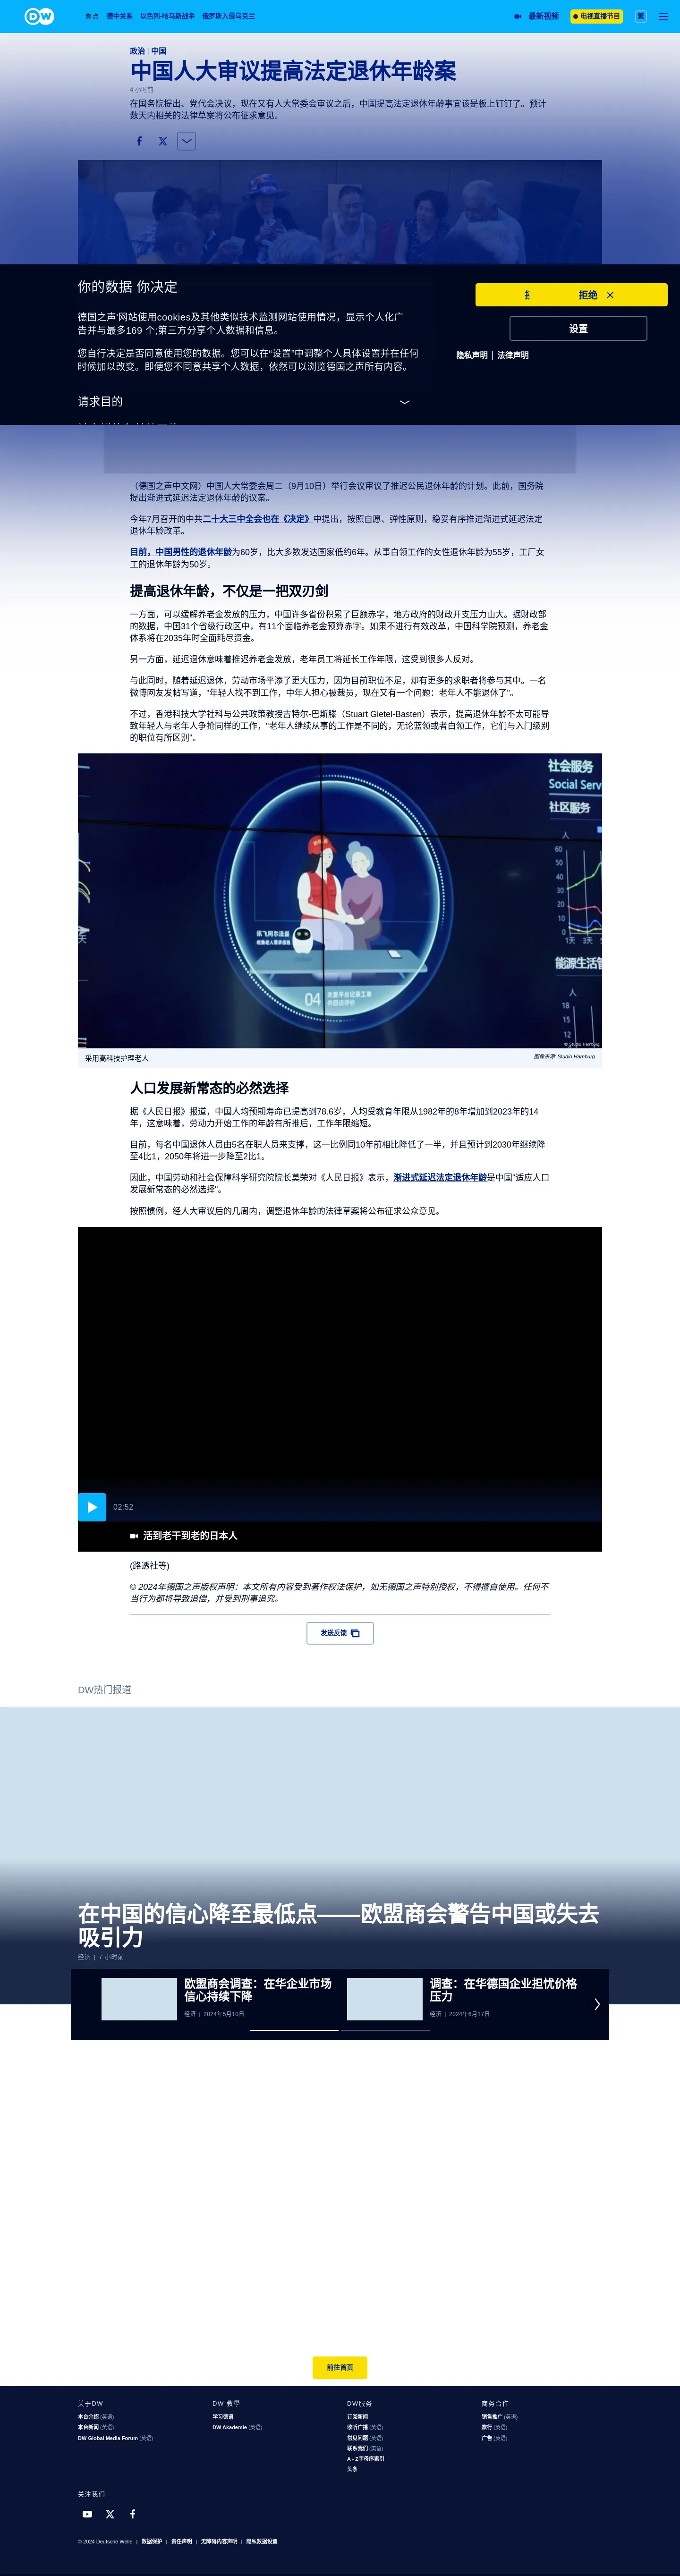 DW
焦点 德中关系 以色列-哈马斯战争 俄罗斯入侵乌克兰
最新视频
电视直播节目
繁
政治 | 中国
中国人大审议提高法定退休年龄案
4 小时前
在国务院提出、党代会决议，现在又有人大常委会审议之后，中国提高法定退休年龄事宜该是板上钉钉了。预计
数天内相关的法律草案将公布征求意见。
你的数据 你决定
德国之声'网站使用cookies及其他类似技术监测网站使用情况，显示个人化广
告并与最多169 个;第三方分享个人数据和信息。
您自行决定是否同意使用您的数据。您可以在"设置"中调整个人具体设置并在任何
时候加以改变。即便您不同意共享个人数据，依然可以浏览德国之声所有内容。
请求目的
拒绝
设置
隐私声明 | 法律声明
（德国之声中文网）中国人大常委会周二（9月10日）举行会议审议了推迟公民退休年龄的计划。此前，国务院
提出渐进式延迟法定退休年龄的议案。
今年7月召开的中共二十大三中全会也在《决定》中提出，按照自愿、弹性原则，稳妥有序推进渐进式延迟法定
退休年龄改革。
目前，中国男性的退休年龄为60岁，比大多数发达国家低约6年。从事白领工作的女性退休年龄为55岁，工厂女
工的退休年龄为50岁。
提高退休年龄，不仅是一把双刃剑
一方面，可以缓解养老金发放的压力，中国许多省份积累了巨额赤字，地方政府的财政开支压力山大。据财政部
的数据，中国31个省级行政区中，有11个面临养老金预算赤字。如果不进行有效改革，中国科学院预测，养老金
体系将在2035年时全面耗尽资金。
另一方面，延迟退休意味着推迟养老金发放，老年员工将延长工作年限，这受到很多人反对。
与此同时，随着延迟退休，劳动市场平添了更大压力，因为目前职位不足，却有更多的求职者将参与其中。一名
微博网友发帖写道，"年轻人找不到工作，中年人担心被裁员，现在又有一个问题：老年人不能退休了"。
不过，香港科技大学社科与公共政策教授吉特尔-巴斯滕（Stuart Gietel-Basten）表示，提高退休年龄不太可能导
致年轻人与老年人争抢同样的工作，"老年人继续从事的工作是不同的，无论蓝领或者白领工作，它们与入门级别
的职位有所区别"。
社会服务
Social Serv
社区服务
人
60
45
30
15
0
1天 3天
能源生活管
人
18
15
12
讯飞阿尔法蛋
收集老人需求信息
04
© Studio Hamburg
采用高科技护理老人
图像来源: Studio Hamburg
人口发展新常态的必然选择
据《人民日报》报道，中国人均预期寿命已提高到78.6岁，人均受教育年限从1982年的8年增加到2023年的14
年，这意味着，劳动力开始工作的年龄有所推后，工作年限缩短。
目前，每名中国退休人员由5名在职人员来支撑，这一比例同10年前相比降低了一半，并且预计到2030年继续降
至4比1，2050年将进一步降至2比1。
因此，中国劳动和社会保障科学研究院院长莫荣对《人民日报》表示，渐进式延迟法定退休年龄是中国"适应人口
发展新常态的必然选择"。
按照惯例，经人大审议后的几周内，调整退休年龄的法律草案将公布征求公众意见。
02:52
活到老干到老的日本人
(路透社等)
© 2024年德国之声版权声明：本文所有内容受到著作权法保护，如无德国之声特别授权，不得擅自使用。任何不
当行为都将导致追偿，并受到刑事追究。
发送反馈
DW热门报道
在中国的信心降至最低点——欧盟商会警告中国或失去
吸引力
经济 | 7 小时前
欧盟商会调查：在华企业市场
信心持续下降
经济 | 2024年5月10日
调查：在华德国企业担忧价格
压力
经济 | 2024年6月17日
前往首页
关于DW
本台介绍 (英语)
本台新闻 (英语)
DW Global Media Forum (英语)
DW 教學
学习德语
DW Akademie (英语)
DW服务
订阅新闻
收听广播 (英语)
常见问题 (英语)
联系我们 (英语)
A - Z字母序索引
头条
商务合作
销售推广 (英语)
旅行 (英语)
广告 (英语)
关注我们
© 2024 Deutsche Welle | 数据保护 | 责任声明 | 无障碍内容声明 | 隐私数据设置